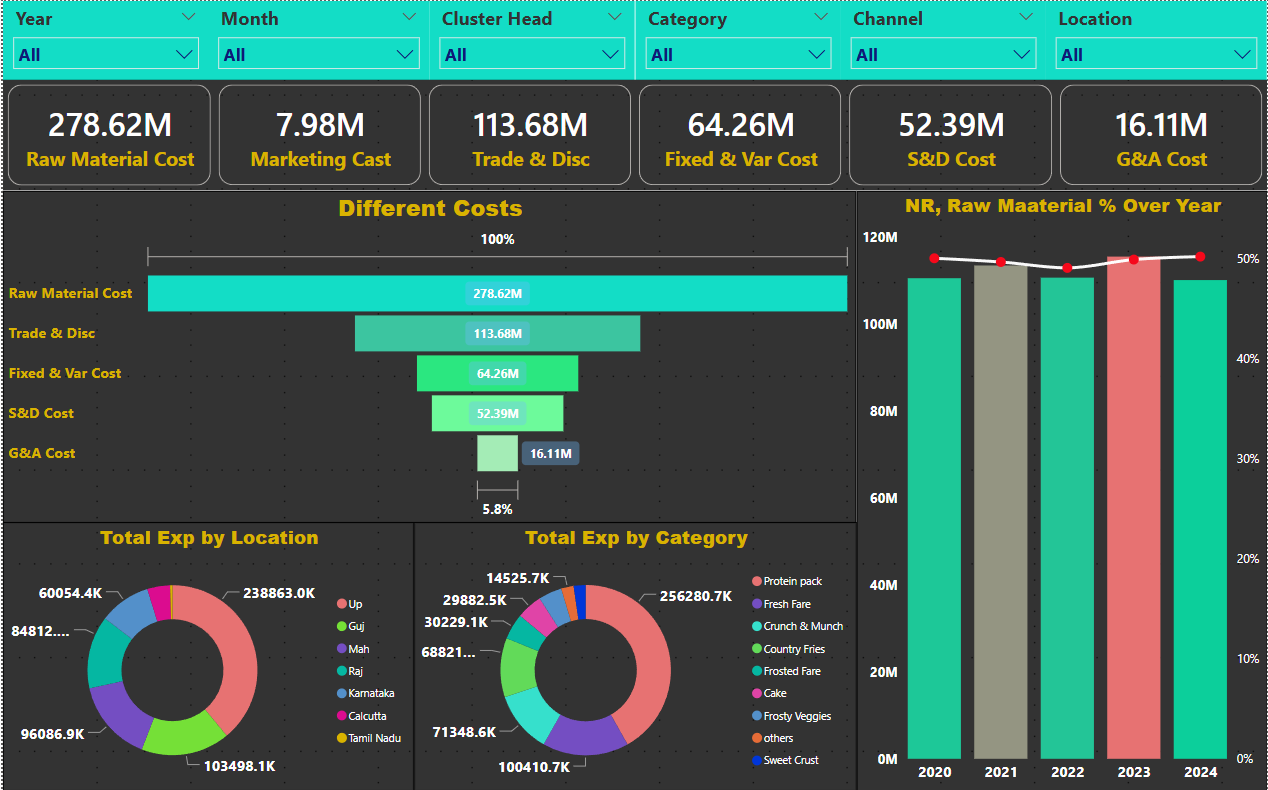 Year Month Cluster Head Category Channel Location
All All All All All All
278.62M 7.98M 113.68M 64.26M 52.39M 16.11M
Raw Material Cost Marketing Cast Trade & Disc Fixed & Var Cost S&D Cost G&A Cost
Different Costs
100%
Raw Material Cost 278.62M
Trade & Disc 113.68M
Fixed & Var Cost 64.26M
S&D Cost 52.39M
G&A Cost 16.11M
5.8%
NR, Raw Maaterial % Over Year
120M
100M
80M
60M
40M
20M
0M
50%
40%
30%
20%
10%
0%
2020 2021 2022 2023 2024
Total Exp by Location
60054.4K
238863.0K
84812....
96086.9K
103498.1K
Up
Guj
Mah
Raj
Karnataka
Calcutta
Tamil Nadu
Total Exp by Category
14525.7K
29882.5K
256280.7K
30229.1K
68821...
71348.6K
100410.7K
Protein pack
Fresh Fare
Crunch & Munch
Country Fries
Frosted Fare
Cake
Frosty Veggies
others
Sweet Crust